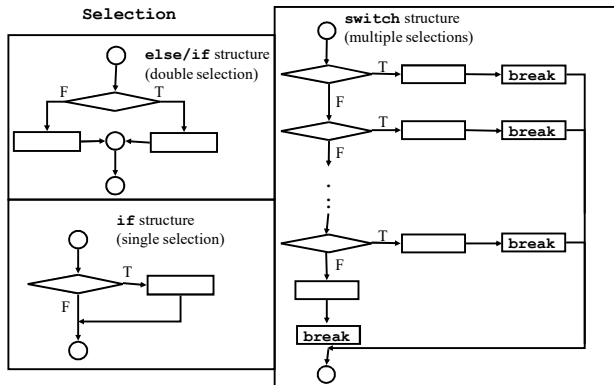 Selection
else/if structure
(double selection)
F
T
if structure
(single selection)
T
F
switch structure
(multiple selections)
T
break
F
T
break
F
.
.
.
T
break
F
break